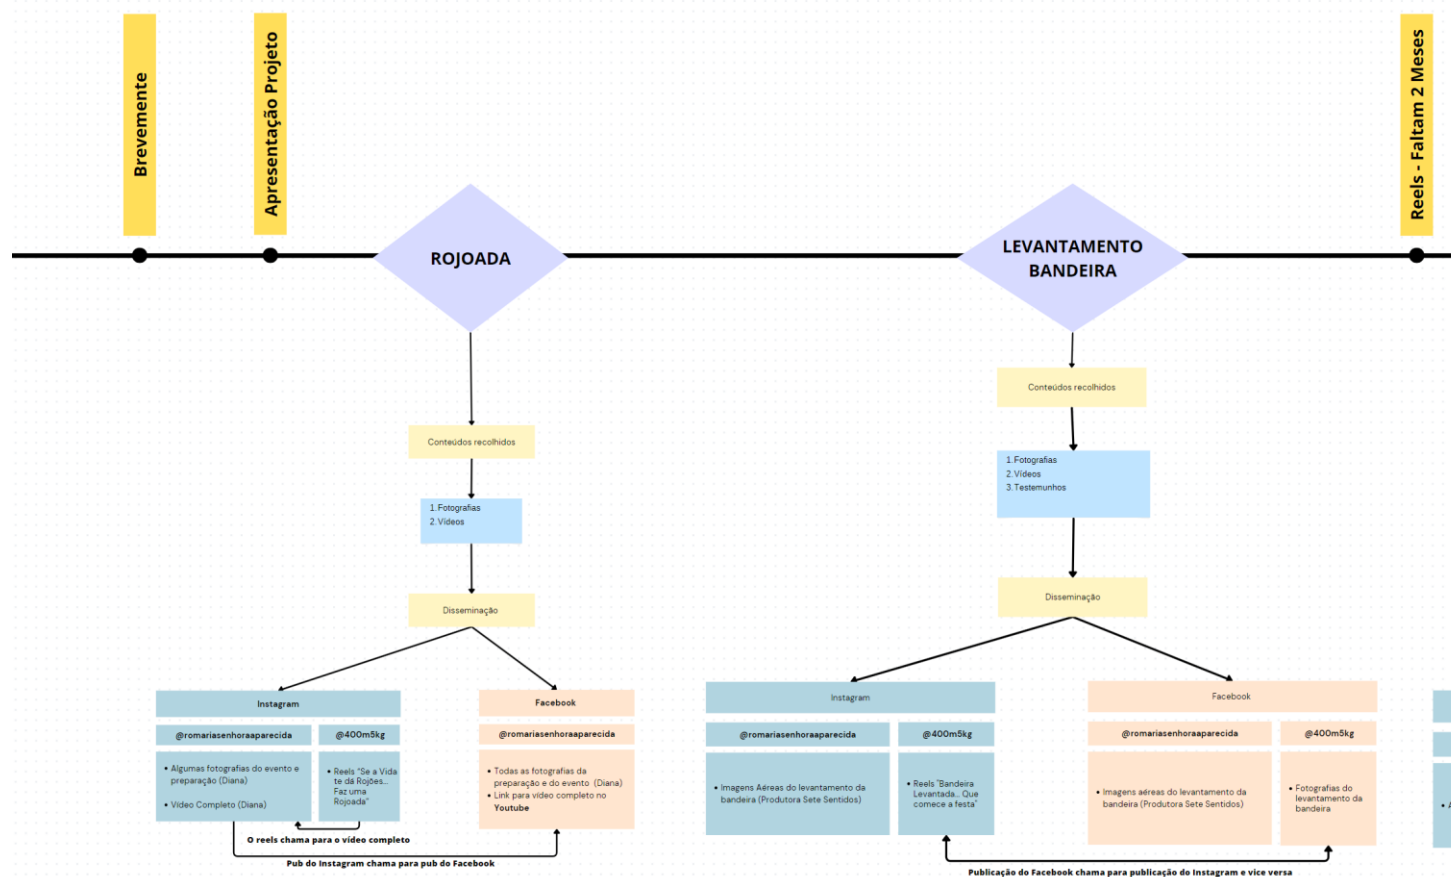 Brevemente
Apresentação Projeto
Reels - Faltam 2 Meses
ROJOADA
LEVANTAMENTO
BANDEIRA
Conteúdos recolhidos
1. Fotografias
2. Vídeos
Disseminação
Instagram
@romariasenhoraaparecida
@400m5kg
• Algumas fotografias do evento e
preparação (Diana)
• Vídeo Completo (Diana)
• Reels "Se a Vida
te dá Rojões...
Faz uma
Rojoada"
Facebook
@romariasenhoraaparecida
• Todas as fotografias da
preparação e do evento (Diana)
• Link para vídeo completo no
Youtube
O reels chama para o vídeo completo
Pub do Instagram chama para pub do Facebook
Conteúdos recolhidos
1. Fotografias
2. Vídeos
3. Testemunhos
Disseminação
Instagram
@romariasenhoraaparecida
@400m5kg
• Imagens Aéreas do levantamento da
bandeira (Produtora Sete Sentidos)
• Reels "Bandeira
Levantada... Que
comece a festa"
Facebook
@romariasenhoraaparecida
@400m5kg
• Imagens aéreas do levantamento da
bandeira (Produtora Sete Sentidos)
• Fotografias do
levantamento da
bandeira
Publicação do Facebook chama para publicação do Instagram e vice versa